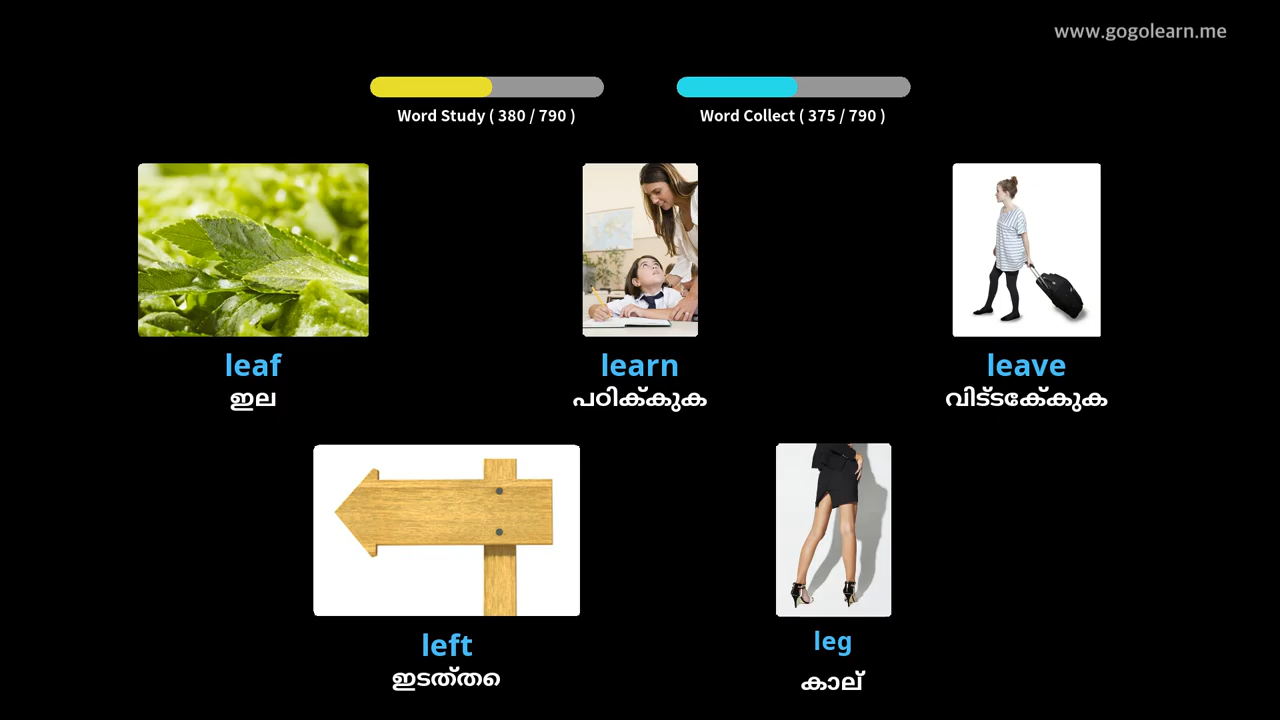 www.gogolearn.me
Word Study ( 380 / 790 )
Word Collect ( 375 / 790 )
leaf
ഇല
learn
പഠിക്കുക
leave
വിട്ടേക്കുക
left
ഇടത്തെ
leg
കാല്